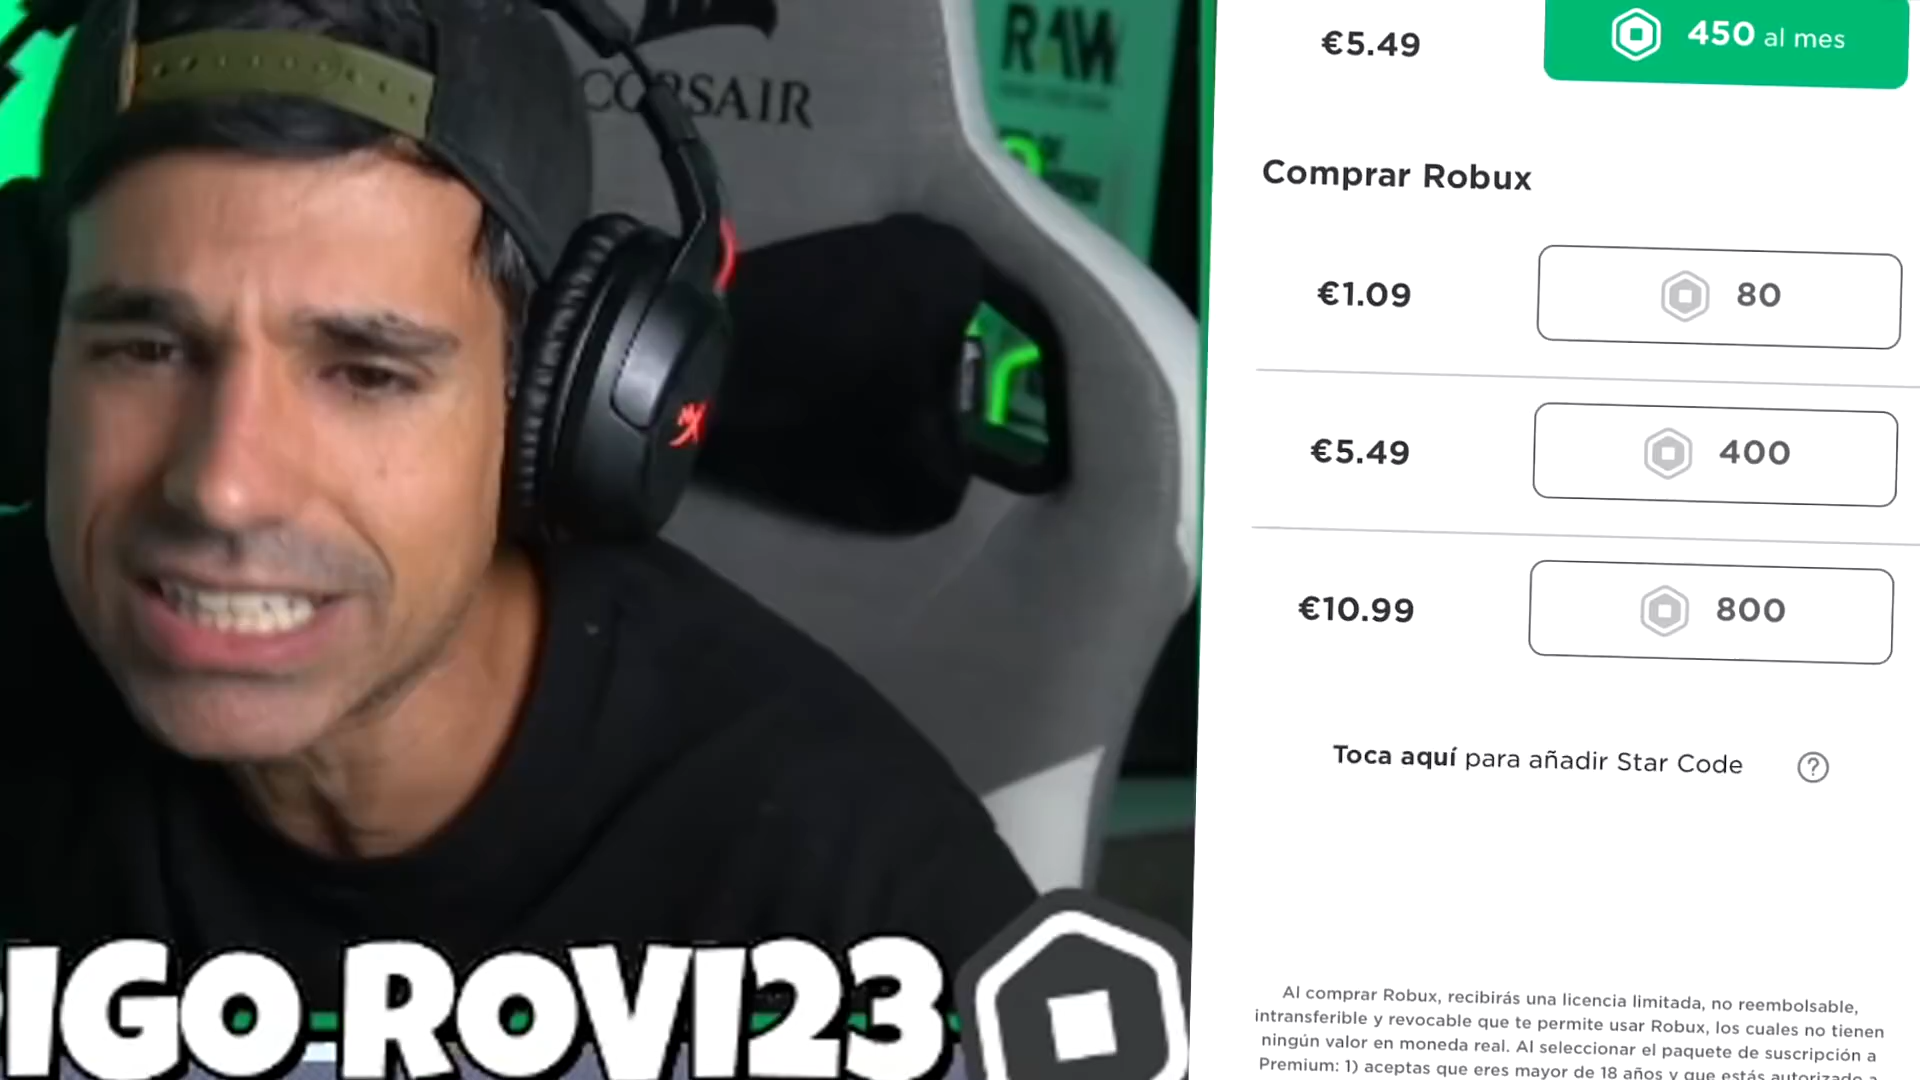 CORSAIR
RAW
€5.49
450 al mes
Comprar Robux
€1.09
80
€5.49
400
€10.99
800
Toca aquí para añadir Star Code ?
IGO ROVI23
Al comprar Robux, recibirás una licencia limitada, no reembolsable,
intransferible y revocable que te permite usar Robux, los cuales no tienen
ningún valor en moneda real. Al seleccionar el paquete de suscripción a
Premium: 1) aceptas que eres mayor de 18 años y que estás autorizado a